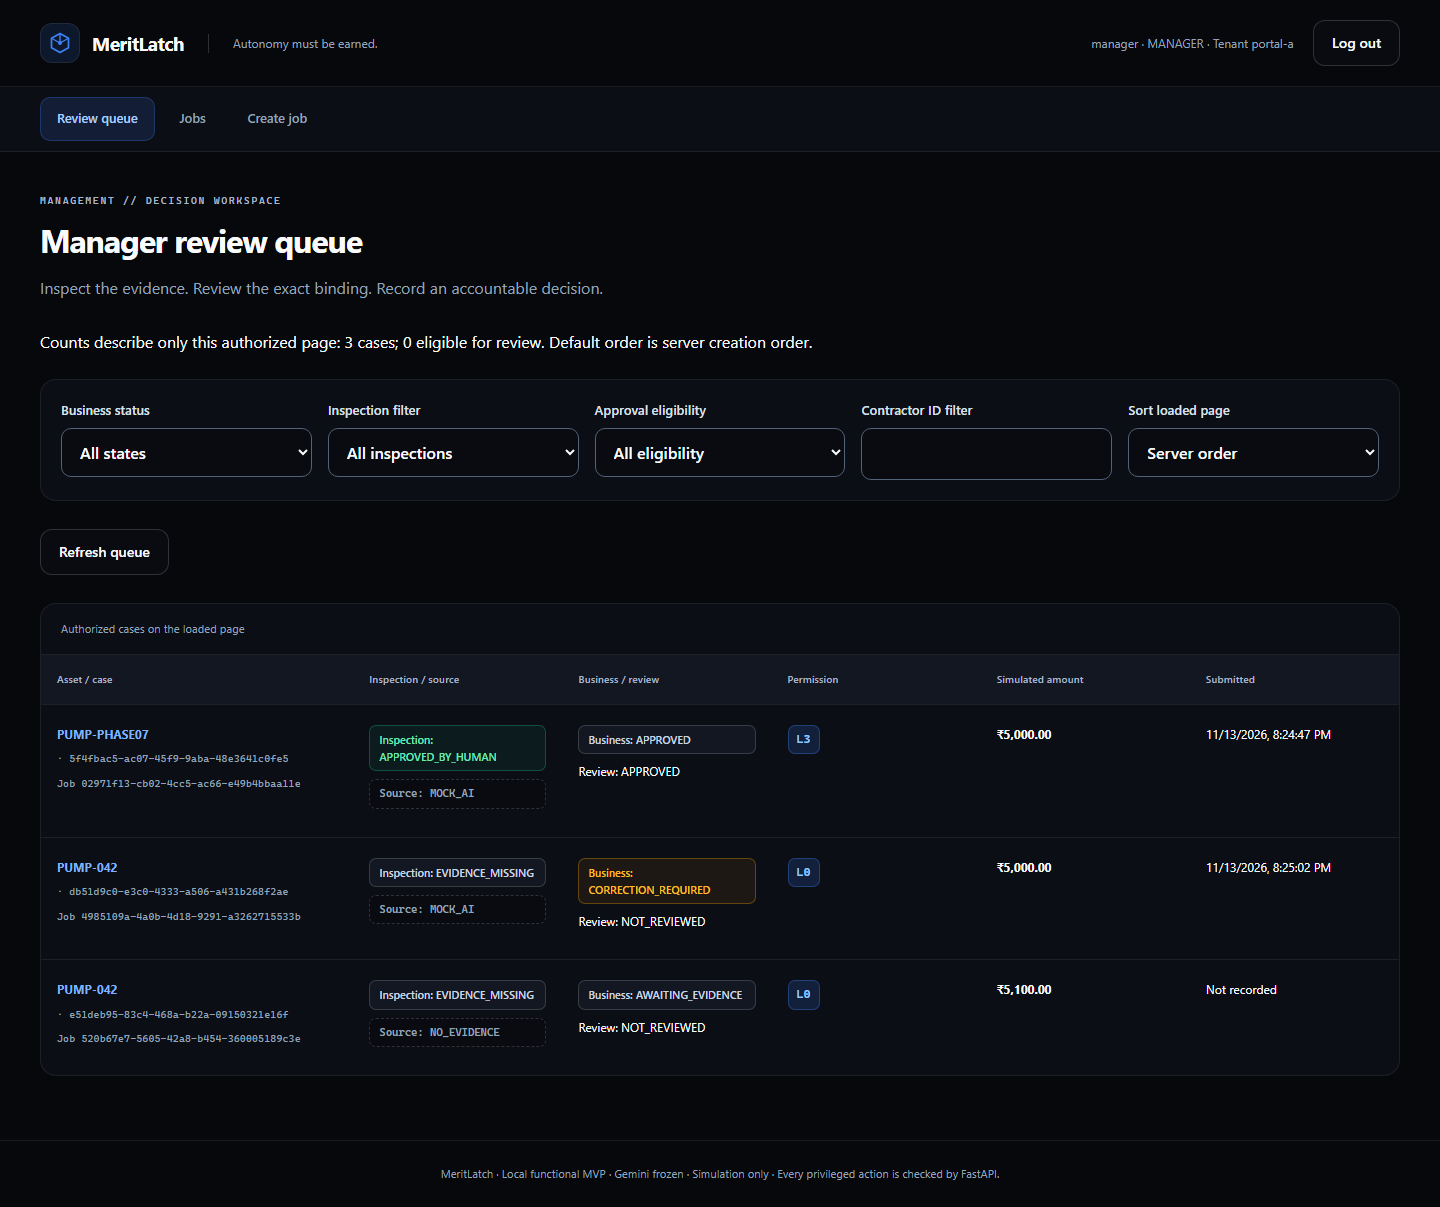 MeritLatch
Autonomy must be earned.
manager · MANAGER · Tenant portal-a
Log out
Review queue
Jobs
Create job
MANAGEMENT // DECISION WORKSPACE
Manager review queue
Inspect the evidence. Review the exact binding. Record an accountable decision.
Counts describe only this authorized page: 3 cases; 0 eligible for review. Default order is server creation order.
Business status
Inspection filter
Approval eligibility
Contractor ID filter
Sort loaded page
All states
All inspections
All eligibility
Server order
Refresh queue
Authorized cases on the loaded page
Asset / case
Inspection / source
Business / review
Permission
Simulated amount
Submitted
PUMP-PHASE07
· 5f4fbac5-ac07-45f9-9aba-48e3641c0fe5
Job 02971f13-cb02-4cc5-ac66-e49b4bbaa11e
Inspection:
APPROVED_BY_HUMAN
Source: MOCK_AI
Business: APPROVED
Review: APPROVED
L3
₹5,000.00
11/13/2026, 8:24:47 PM
PUMP-042
· db51d9c0-e3c0-4333-a506-a431b268f2ae
Job 4985109a-4a0b-4d18-9291-a3262715533b
Inspection: EVIDENCE_MISSING
Source: MOCK_AI
Business:
CORRECTION_REQUIRED
Review: NOT_REVIEWED
L0
₹5,000.00
11/13/2026, 8:25:02 PM
PUMP-042
· e51deb95-83c4-468a-b22a-09150321e16f
Job 520b67e7-5605-42a8-b454-360005189c3e
Inspection: EVIDENCE_MISSING
Source: NO_EVIDENCE
Business: AWAITING_EVIDENCE
Review: NOT_REVIEWED
L0
₹5,100.00
Not recorded
MeritLatch · Local functional MVP · Gemini frozen · Simulation only · Every privileged action is checked by FastAPI.